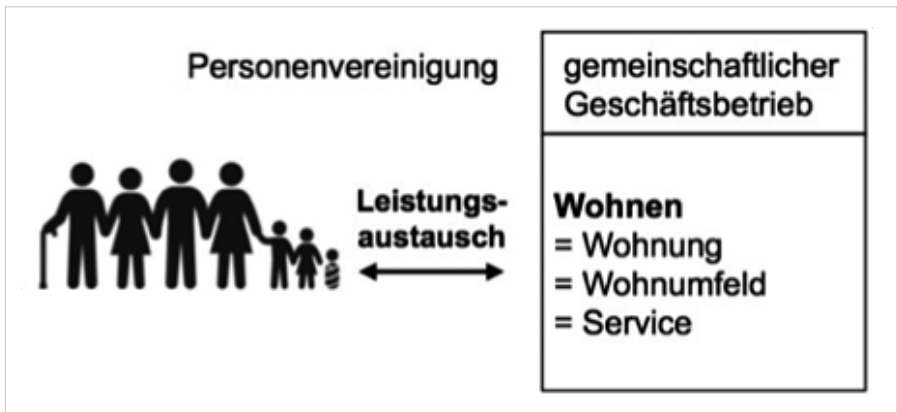 Personenvereinigung
gemeinschaftlicher
Geschäftsbetrieb
Leistungs-
austausch
Wohnen
= Wohnung
= Wohnumfeld
= Service